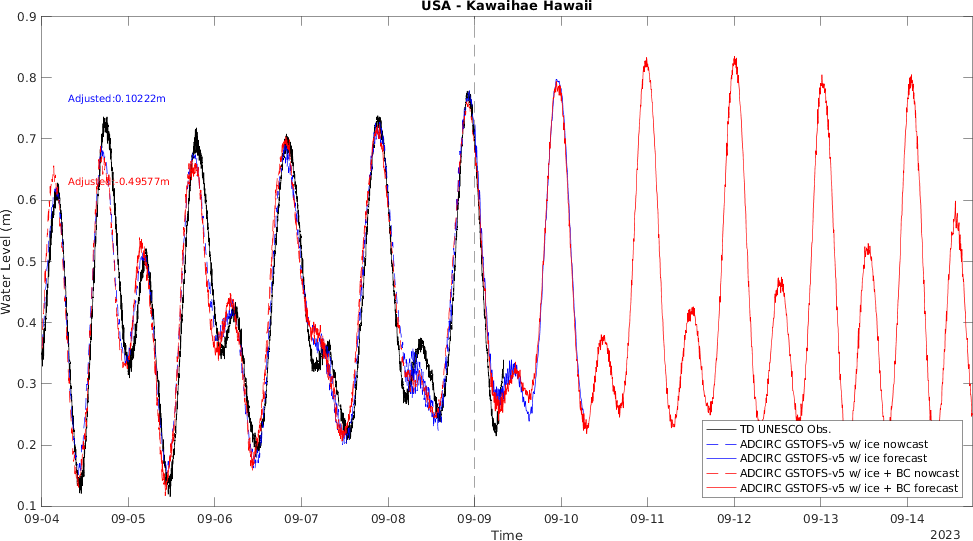 USA - Kawaihae Hawaii
0.9
0.8
0.7
0.6
0.5
0.4
0.3
0.2
0.1
Water Level (m)
Adjusted:0.10222m
Adjusted:-0.49577m
TD UNESCO Obs.
ADCIRC GSTOFS-v5 w/ ice nowcast
ADCIRC GSTOFS-v5 w/ ice forecast
ADCIRC GSTOFS-v5 w/ ice + BC nowcast
ADCIRC GSTOFS-v5 w/ ice + BC forecast
09-04 09-05 09-06 09-07 09-08 09-09 09-10 09-11 09-12 09-13 09-14
Time
2023